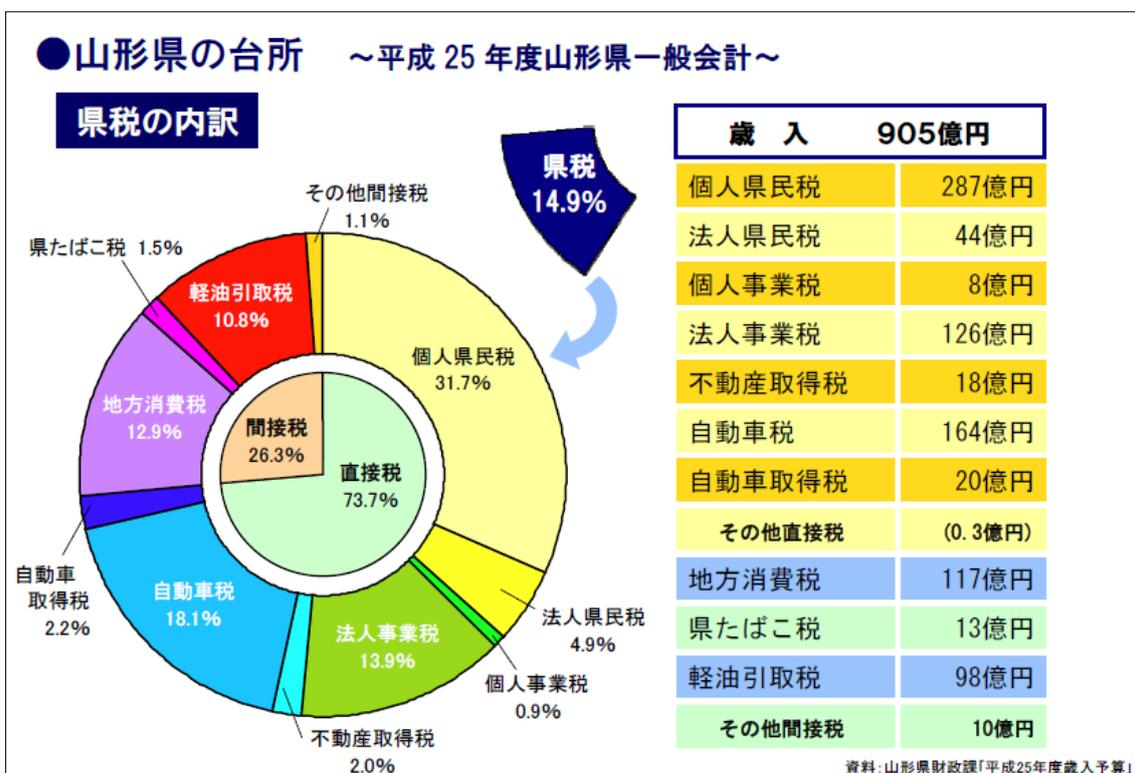 ●山形県の台所 ～平成 25 年度山形県一般会計～
県税の内訳
県税
14.9%
その他間接税
1.1%
県たばこ税 1.5%
軽油引取税
10.8%
個人県民税
31.7%
地方消費税
12.9%
間接税
26.3%
直接税
73.7%
自動車
取得税
2.2%
自動車税
18.1%
法人事業税
13.9%
法人県民税
4.9%
個人事業税
0.9%
不動産取得税
2.0%
歳 入 905億円
個人県民税 287億円
法人県民税 44億円
個人事業税 8億円
法人事業税 126億円
不動産取得税 18億円
自動車税 164億円
自動車取得税 20億円
その他直接税 (0.3億円)
地方消費税 117億円
県たばこ税 13億円
軽油引取税 98億円
その他間接税 10億円
資料:山形県財政課「平成25年度歳入予算」